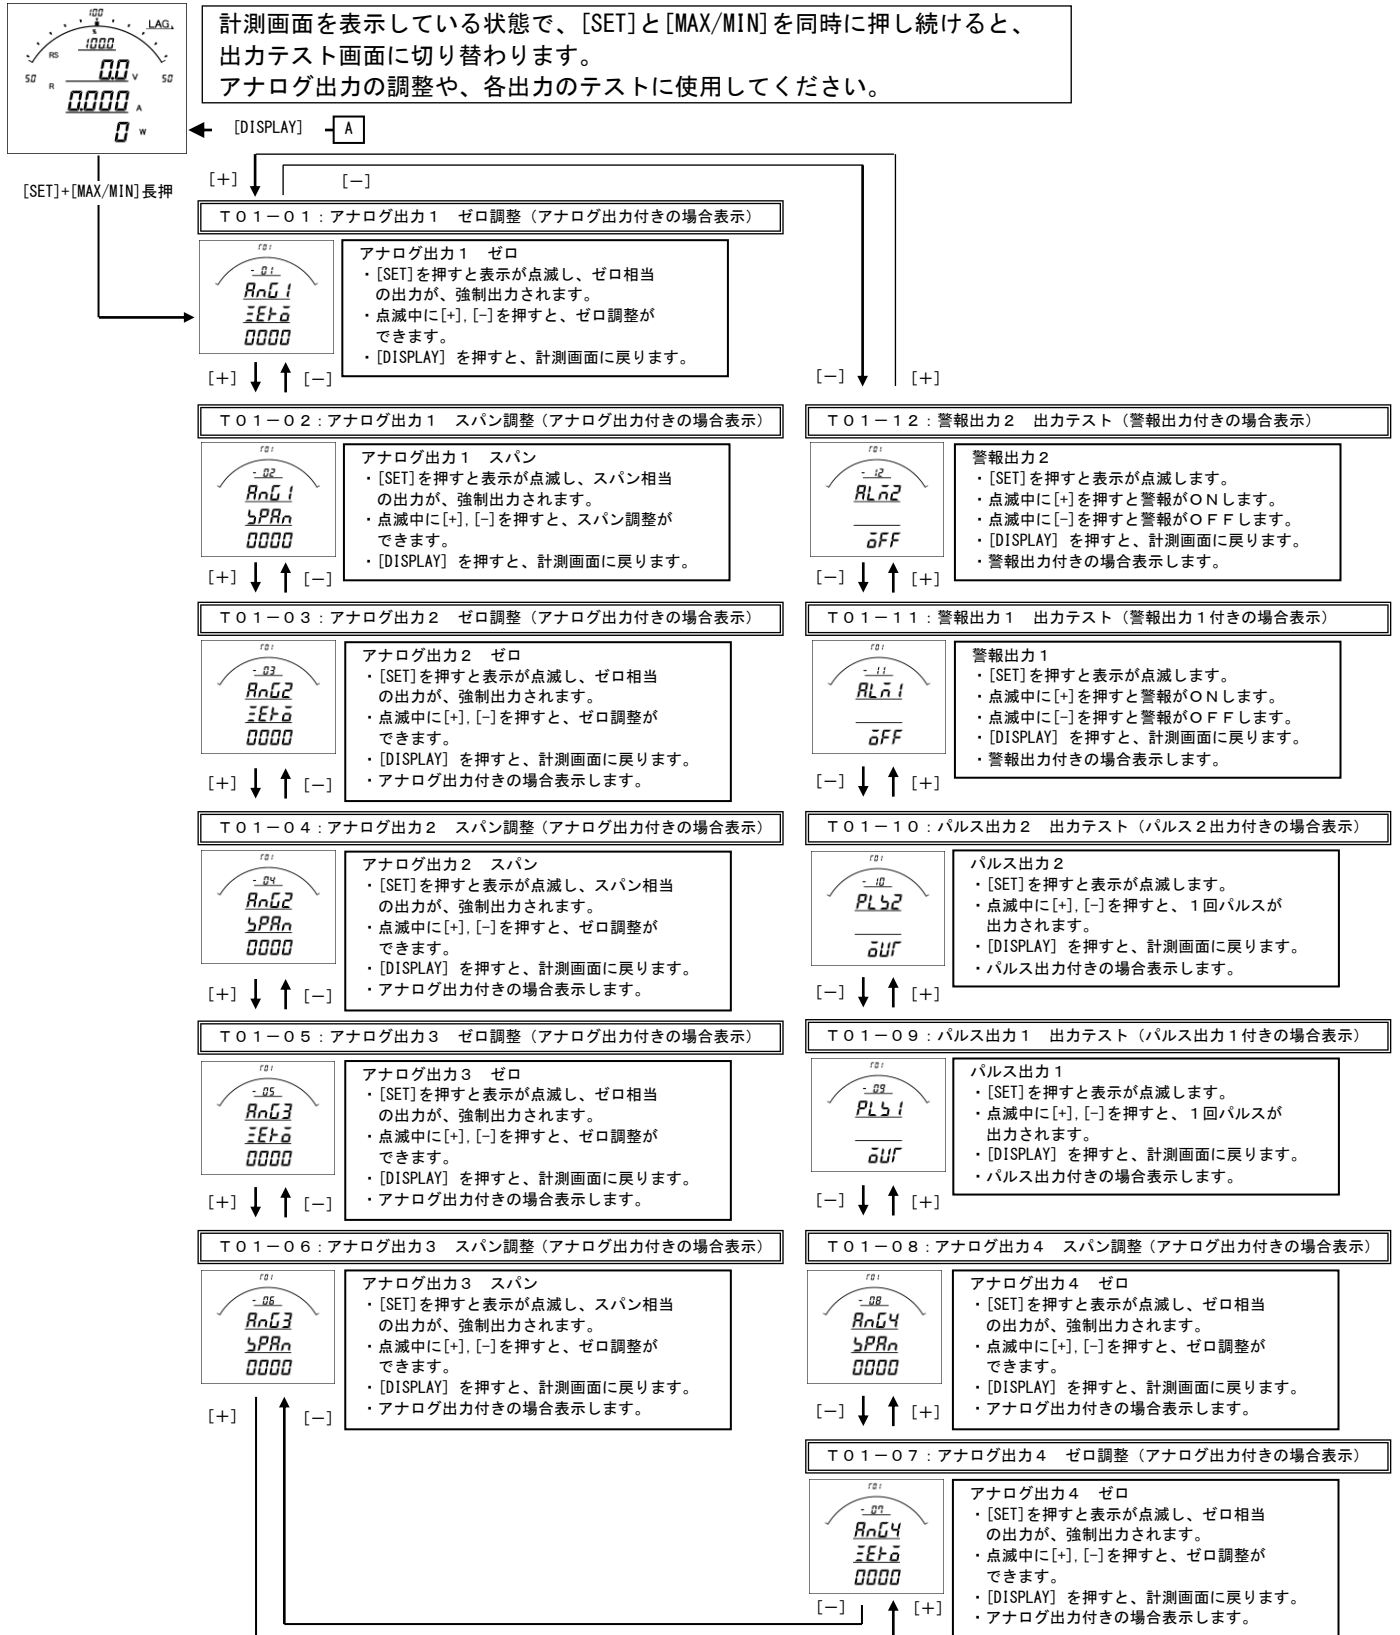 100
LAG.
%
100.0
RS
50
0.0 V
50
R
0.000 A
0 W
計測画面を表示している状態で、[SET]と[MAX/MIN]を同時に押し続けると、
出力テスト画面に切り替わります。
アナログ出力の調整や、各出力のテストに使用してください。
[DISPLAY] A
[SET]+[MAX/MIN]長押
[+] [－]
T01－01：アナログ出力1 ゼロ調整（アナログ出力付きの場合表示）
アナログ出力1 ゼロ
・[SET]を押すと表示が点滅し、ゼロ相当
の出力が、強制出力されます。
・点滅中に[+],[-]を押すと、ゼロ調整が
できます。
・[DISPLAY] を押すと、計測画面に戻ります。
[+] [－]
T01－02：アナログ出力1 スパン調整（アナログ出力付きの場合表示）
アナログ出力1 スパン
・[SET]を押すと表示が点滅し、スパン相当
の出力が、強制出力されます。
・点滅中に[+],[-]を押すと、スパン調整が
できます。
・[DISPLAY] を押すと、計測画面に戻ります。
[+] [－]
T01－03：アナログ出力2 ゼロ調整（アナログ出力付きの場合表示）
アナログ出力2 ゼロ
・[SET]を押すと表示が点滅し、ゼロ相当
の出力が、強制出力されます。
・点滅中に[+],[-]を押すと、ゼロ調整が
できます。
・[DISPLAY] を押すと、計測画面に戻ります。
・アナログ出力付きの場合表示します。
[+] [－]
T01－04：アナログ出力2 スパン調整（アナログ出力付きの場合表示）
アナログ出力2 スパン
・[SET]を押すと表示が点滅し、スパン相当
の出力が、強制出力されます。
・点滅中に[+],[-]を押すと、ゼロ調整が
できます。
・[DISPLAY] を押すと、計測画面に戻ります。
・アナログ出力付きの場合表示します。
[+] [－]
T01－05：アナログ出力3 ゼロ調整（アナログ出力付きの場合表示）
アナログ出力3 ゼロ
・[SET]を押すと表示が点滅し、ゼロ相当
の出力が、強制出力されます。
・点滅中に[+],[-]を押すと、ゼロ調整が
できます。
・[DISPLAY] を押すと、計測画面に戻ります。
・アナログ出力付きの場合表示します。
[+] [－]
T01－06：アナログ出力3 スパン調整（アナログ出力付きの場合表示）
アナログ出力3 スパン
・[SET]を押すと表示が点滅し、スパン相当
の出力が、強制出力されます。
・点滅中に[+],[-]を押すと、ゼロ調整が
できます。
・[DISPLAY] を押すと、計測画面に戻ります。
・アナログ出力付きの場合表示します。
[+] [－]
[－] [+]
T01－12：警報出力2 出力テスト（警報出力付きの場合表示）
警報出力2
・[SET]を押すと表示が点滅します。
・点滅中に[+]を押すと警報がONします。
・点滅中に[-]を押すと警報がOFFします。
・[DISPLAY] を押すと、計測画面に戻ります。
・警報出力付きの場合表示します。
[－] [+]
T01－11：警報出力1 出力テスト（警報出力1付きの場合表示）
警報出力1
・[SET]を押すと表示が点滅します。
・点滅中に[+]を押すと警報がONします。
・点滅中に[-]を押すと警報がOFFします。
・[DISPLAY] を押すと、計測画面に戻ります。
・警報出力付きの場合表示します。
[－] [+]
T01－10：パルス出力2 出力テスト（パルス2出力付きの場合表示）
パルス出力2
・[SET]を押すと表示が点滅します。
・点滅中に[+],[-]を押すと、1回パルスが
出力されます。
・[DISPLAY] を押すと、計測画面に戻ります。
・パルス出力付きの場合表示します。
[－] [+]
T01－09：パルス出力1 出力テスト（パルス出力1付きの場合表示）
パルス出力1
・[SET]を押すと表示が点滅します。
・点滅中に[+],[-]を押すと、1回パルスが
出力されます。
・[DISPLAY] を押すと、計測画面に戻ります。
・パルス出力付きの場合表示します。
[－] [+]
T01－08：アナログ出力4 スパン調整（アナログ出力付きの場合表示）
アナログ出力4 ゼロ
・[SET]を押すと表示が点滅し、ゼロ相当
の出力が、強制出力されます。
・点滅中に[+],[-]を押すと、ゼロ調整が
できます。
・[DISPLAY] を押すと、計測画面に戻ります。
・アナログ出力付きの場合表示します。
[－] [+]
T01－07：アナログ出力4 ゼロ調整（アナログ出力付きの場合表示）
アナログ出力4 ゼロ
・[SET]を押すと表示が点滅し、ゼロ相当
の出力が、強制出力されます。
・点滅中に[+],[-]を押すと、ゼロ調整が
できます。
・[DISPLAY] を押すと、計測画面に戻ります。
・アナログ出力付きの場合表示します。
[－] [+]